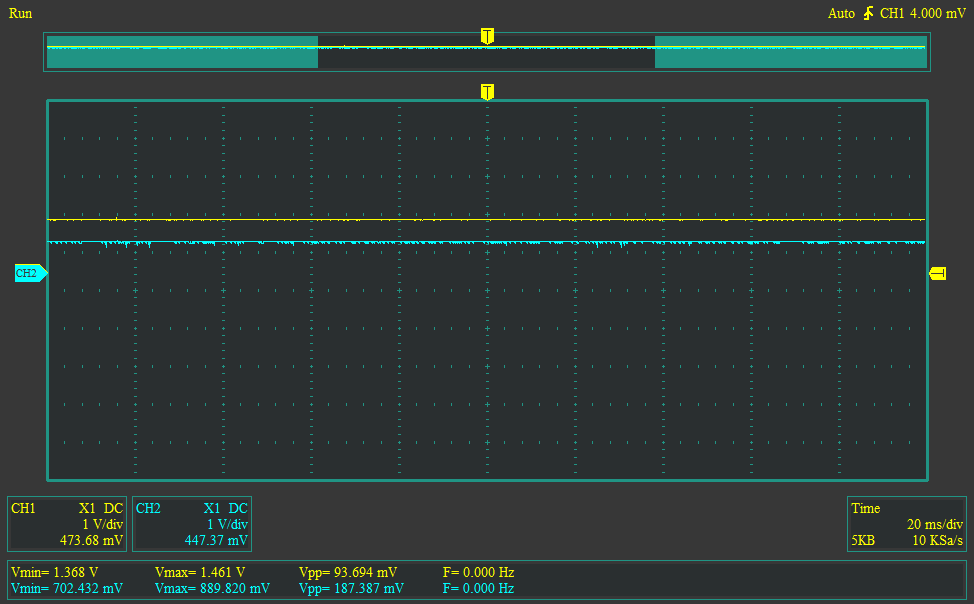 Run
Auto CH1 4.000 mV
T
T
CH2
CH1 X1 DC
1 V/div
473.68 mV
CH2 X1 DC
1 V/div
447.37 mV
Time
20 ms/div
5KB 10 KSa/s
Vmin= 1.368 V Vmax= 1.461 V Vpp= 93.694 mV F= 0.000 Hz
Vmin= 702.432 mV Vmax= 889.820 mV Vpp= 187.387 mV F= 0.000 Hz